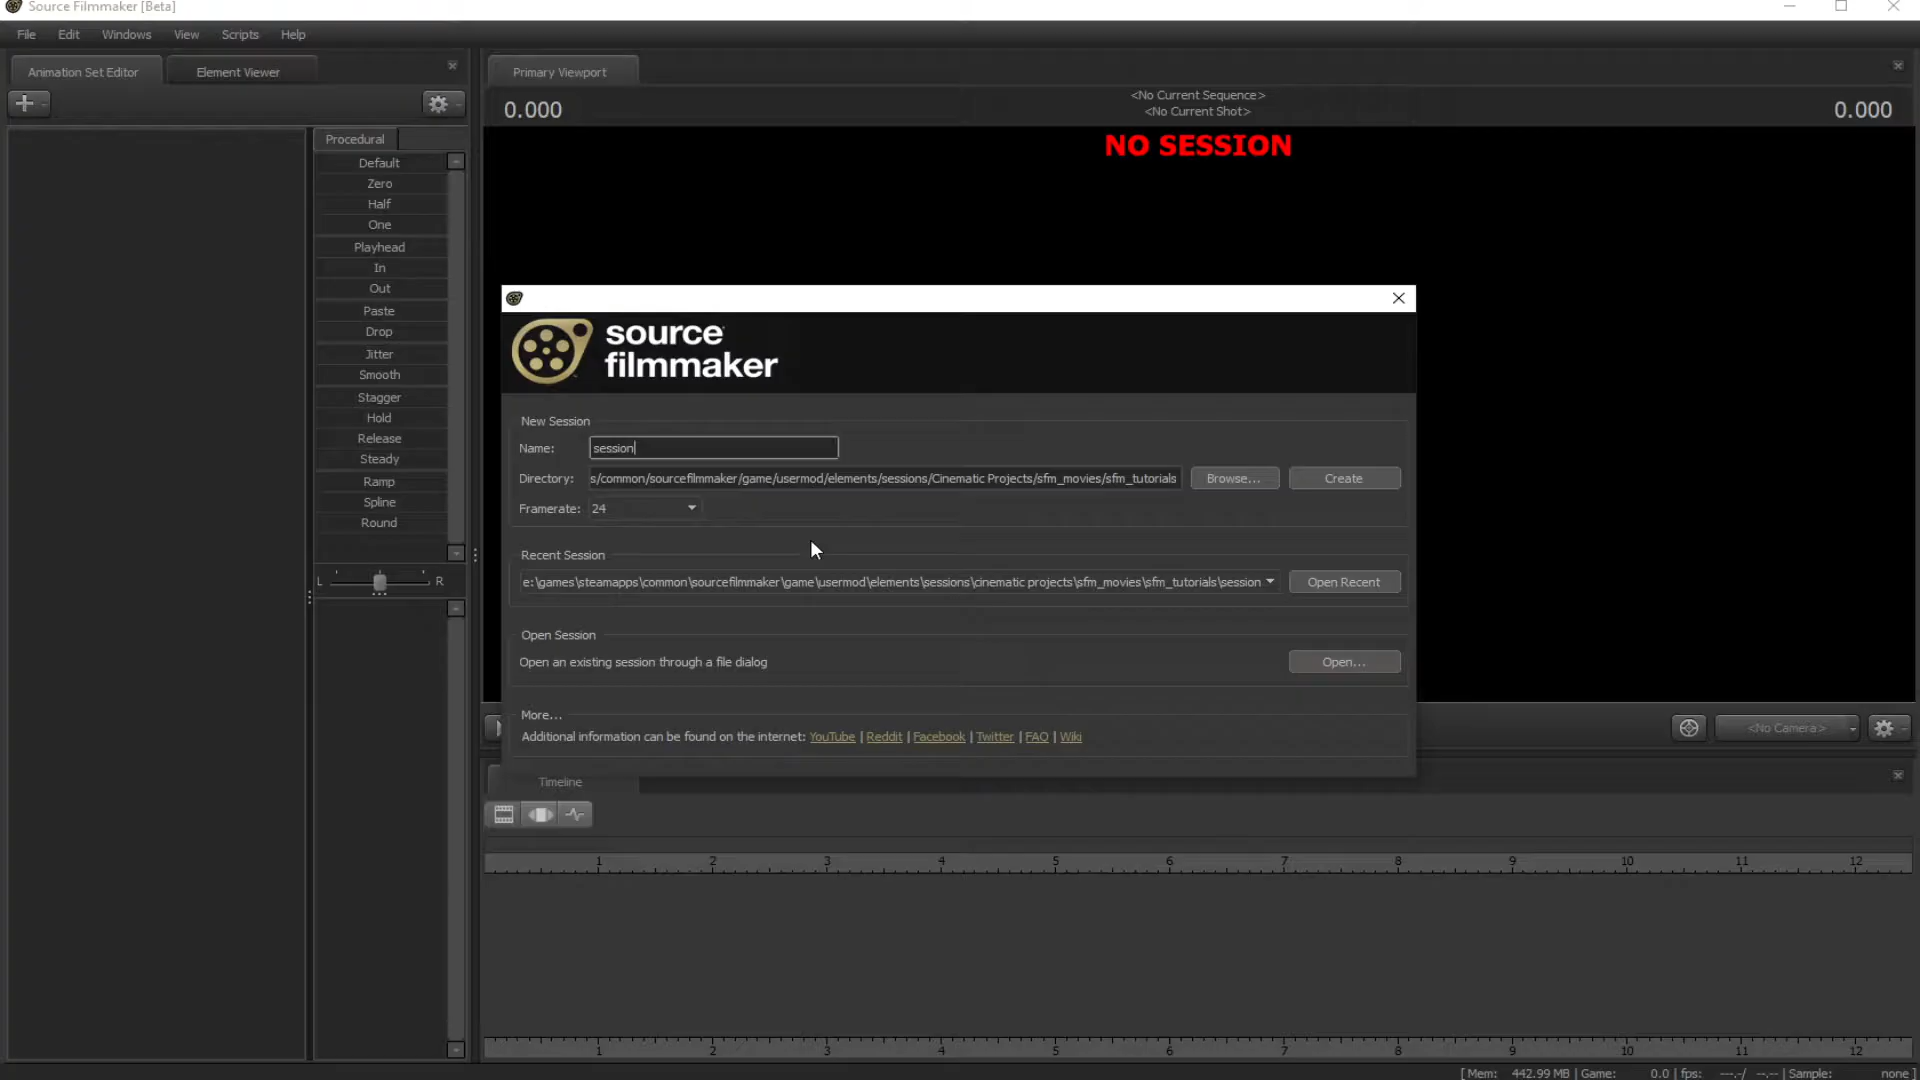 Source Filmmaker [Beta]
File Edit Windows View Scripts Help
Animation Set Editor Element Viewer
Primary Viewport
0.000
<No Current Sequence>
<No Current Shot>
0.000
NO SESSION
Procedural
Default
Zero
Half
One
Playhead
In
Out
Paste
Drop
Jitter
Smooth
Stagger
Hold
Release
Steady
Ramp
Spline
Round
L R
source
filmmaker
New Session
Name: session
Directory: s/common/sourcefilmmaker/game/usermod/elements/sessions/Cinematic Projects/sfm_movies/sfm_tutorials Browse... Create
Framerate: 24
Recent Session
e:\games\steamapps\common\sourcefilmmaker\game\usermod\elements\sessions\cinematic projects\sfm_movies\sfm_tutorials\session Open Recent
Open Session
Open an existing session through a file dialog Open...
More...
Additional information can be found on the internet: YouTube | Reddit | Facebook | Twitter | FAQ | Wiki
<No Camera>
Timeline
1 2 3 4 5 6 7 8 9 10 11 12
1 2 3 4 5 6 7 8 9 10 11 12
[ Mem: 442.99 MB | Game: 0.0 | fps: ---.-/ --.-- | Sample: none ]